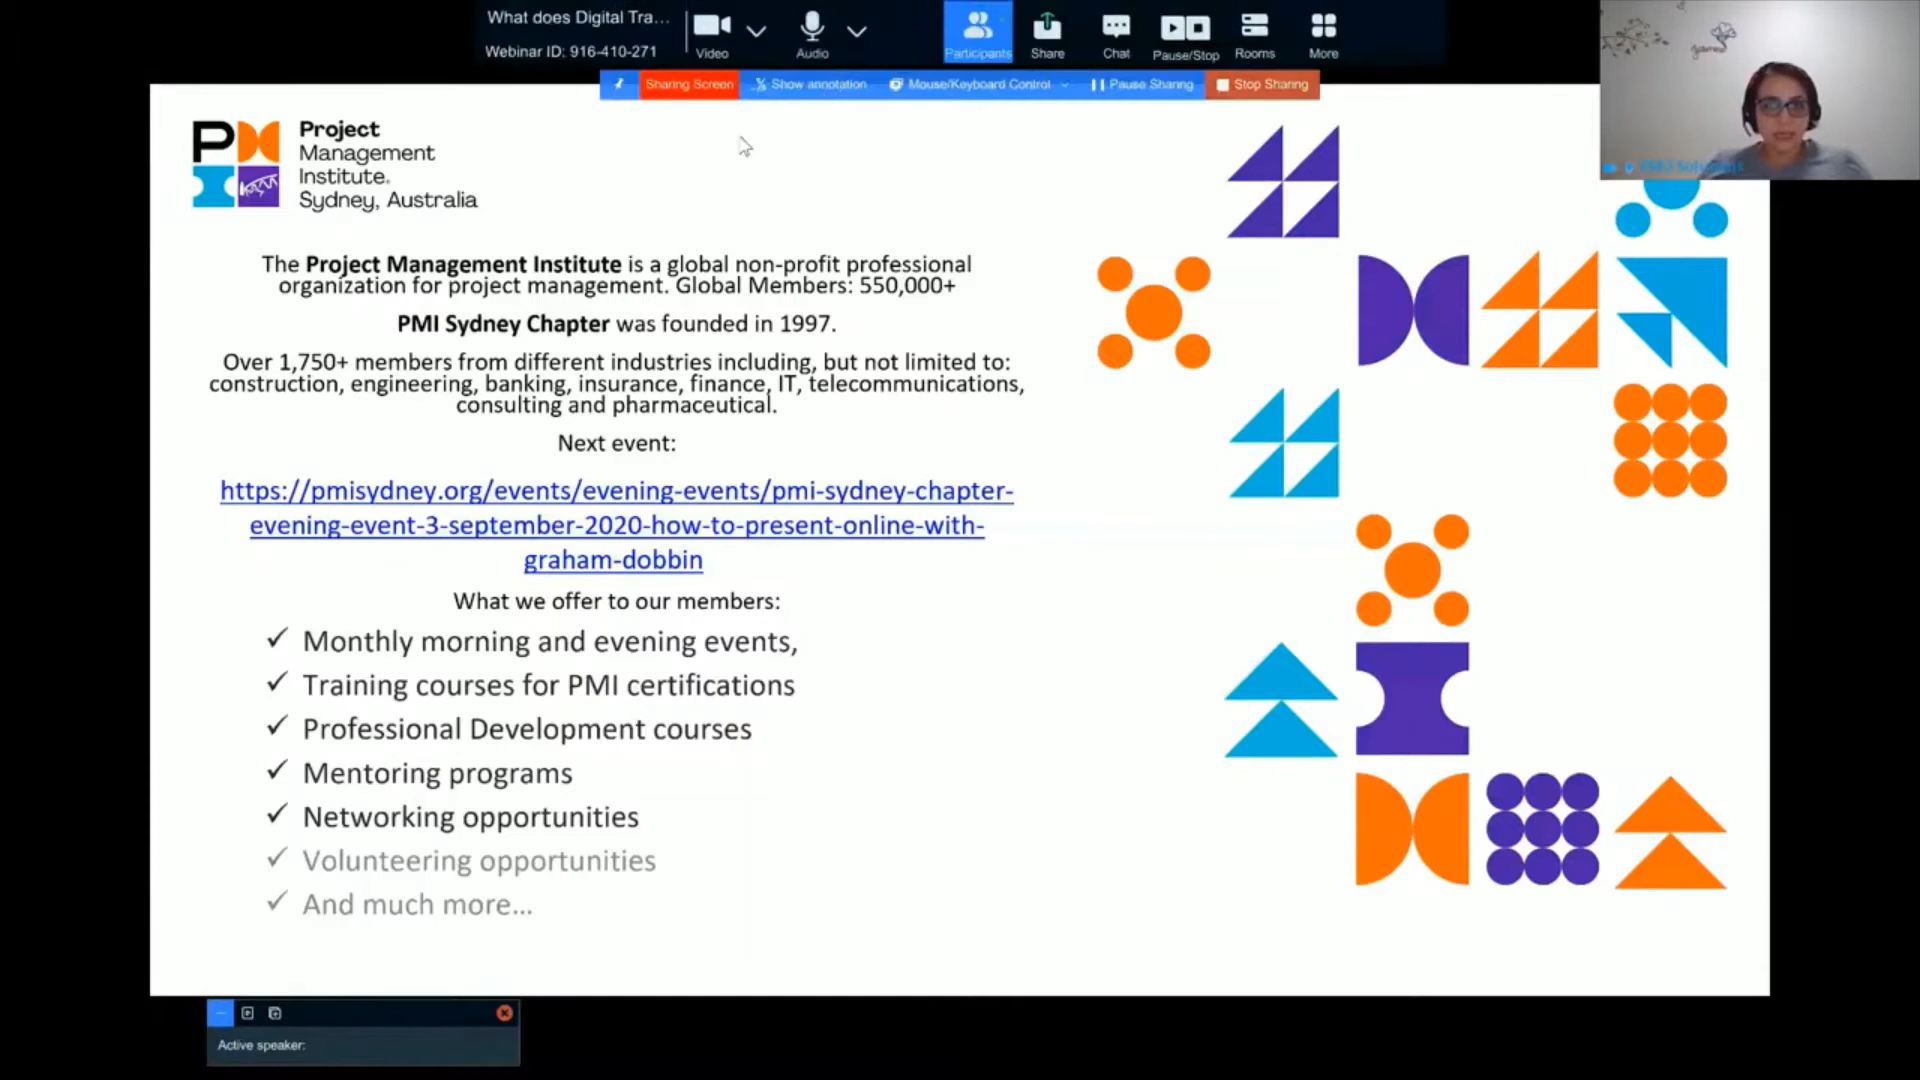 What does Digital Tra...
Webinar ID: 916-410-271
Video
Audio
Participants
Share
Chat
Pause/Stop
Rooms
More
Sharing Screen
Show annotation
Mouse/Keyboard Control
Pause Sharing
Stop Sharing
Project
Management
Institute.
Sydney, Australia
The Project Management Institute is a global non-profit professional
organization for project management. Global Members: 550,000+
PMI Sydney Chapter was founded in 1997.
Over 1,750+ members from different industries including, but not limited to:
construction, engineering, banking, insurance, finance, IT, telecommunications,
consulting and pharmaceutical.
Next event:
https://pmisydney.org/events/evening-events/pmi-sydney-chapter-
evening-event-3-september-2020-how-to-present-online-with-
graham-dobbin
What we offer to our members:
✓ Monthly morning and evening events,
✓ Training courses for PMI certifications
✓ Professional Development courses
✓ Mentoring programs
✓ Networking opportunities
✓ Volunteering opportunities
✓ And much more...
Active speaker: